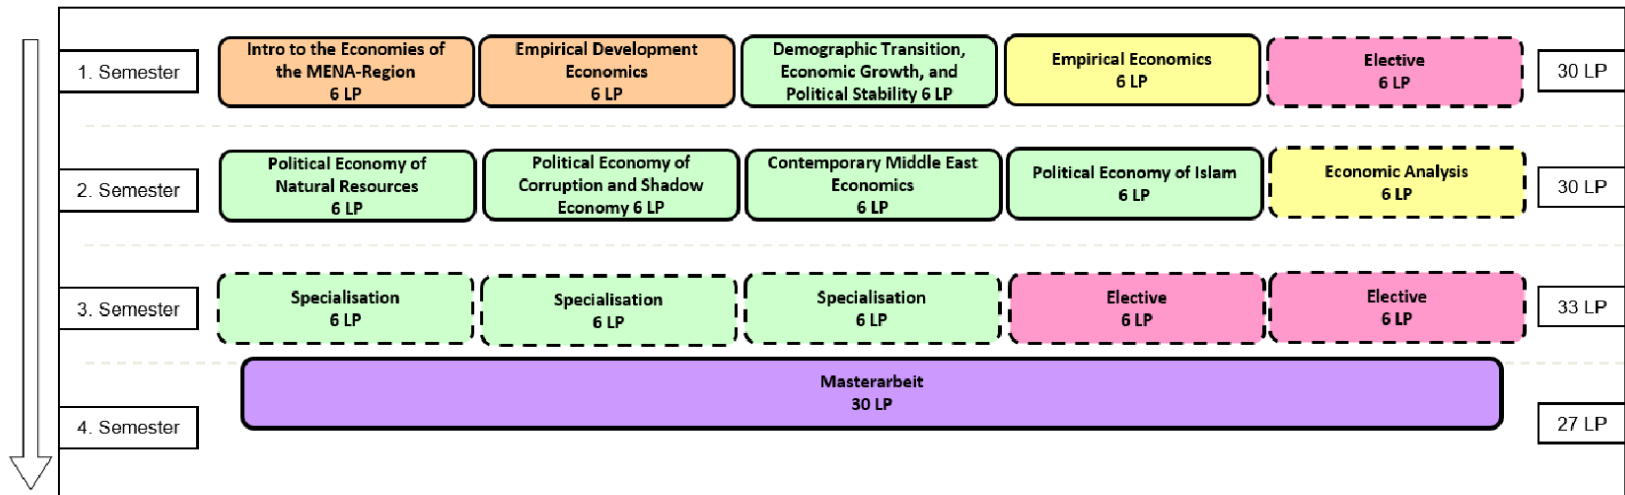 1. Semester
Intro to the Economies of
the MENA-Region
6 LP
Empirical Development
Economics
6 LP
Demographic Transition,
Economic Growth, and
Political Stability 6 LP
Empirical Economics
6 LP
Elective
6 LP
30 LP
2. Semester
Political Economy of
Natural Resources
6 LP
Political Economy of
Corruption and Shadow
Economy 6 LP
Contemporary Middle East
Economics
6 LP
Political Economy of Islam
6 LP
Economic Analysis
6 LP
30 LP
3. Semester
Specialisation
6 LP
Specialisation
6 LP
Specialisation
6 LP
Elective
6 LP
Elective
6 LP
33 LP
4. Semester
Masterarbeit
30 LP
27 LP